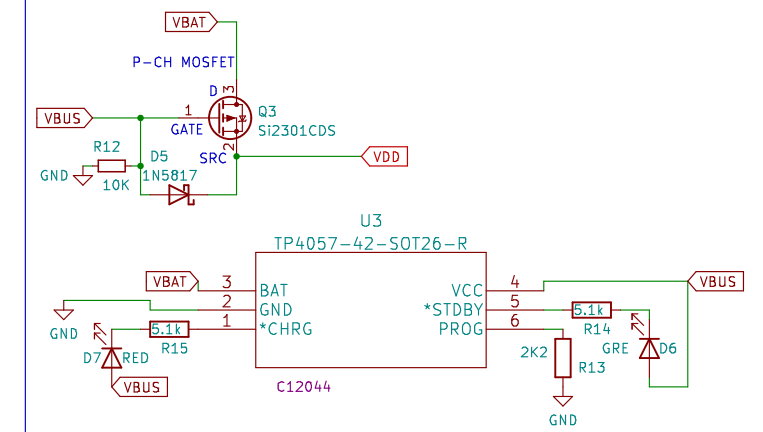 VBAT
P-CH MOSFET
D 3
VBUS
1
GATE
Q3
Si2301CDS
R12
D5
SRC
2
VDD
GND
10K
1N5817
U3
TP4057-42-SOT26-R
VBAT
3
BAT
VCC
4
VBUS
2
GND
*STDBY
5
5.1k
GND
1
*CHRG
PROG
6
R14
5.1k
R15
D7
RED
2K2
R13
GRE
D6
VBUS
C12044
GND